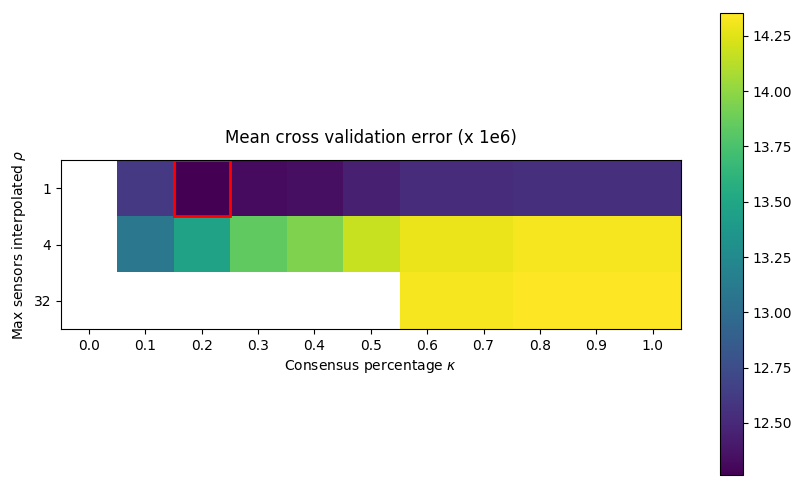 Mean cross validation error (x 1e6)
Max sensors interpolated ρ
1
4
32
0.0 0.1 0.2 0.3 0.4 0.5 0.6 0.7 0.8 0.9 1.0
Consensus percentage κ
14.25
14.00
13.75
13.50
13.25
13.00
12.75
12.50